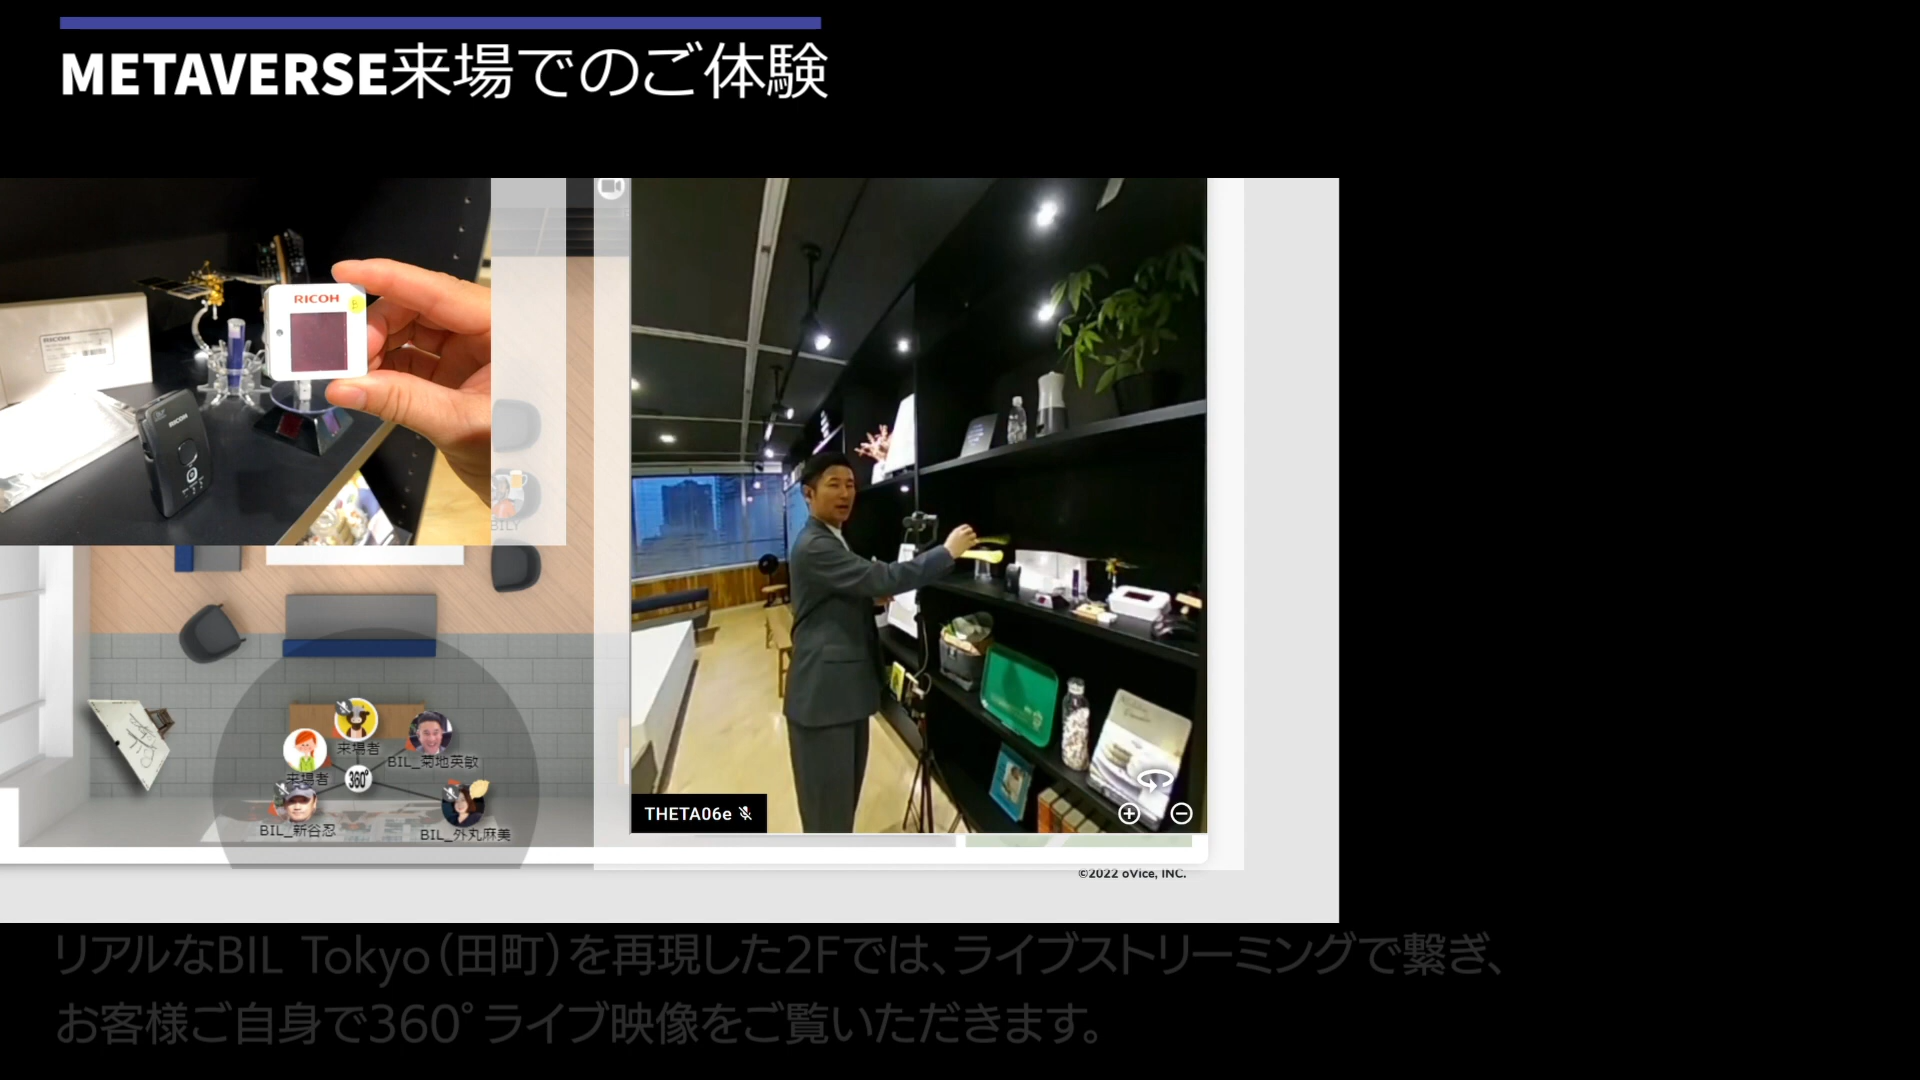 METAVERSE来場でのご体験
RICOH
RICOH
RICOH
BILY
来場者
来場者
BIL_菊地英敏
360°
BIL_新谷忍
BIL_外丸麻美
THETA06e
©2022 oVice, INC.
リアルなBIL Tokyo（田町）を再現した2Fでは、ライブストリーミングで繋ぎ、
お客様ご自身で360°ライブ映像をご覧いただきます。